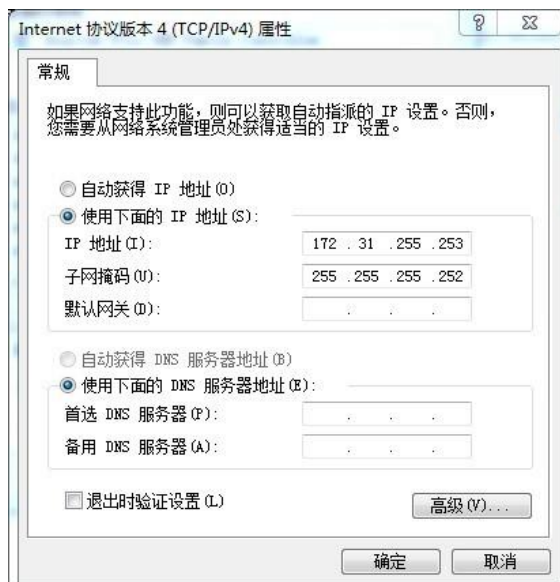 Internet 协议版本 4 (TCP/IPv4) 属性
常规
如果网络支持此功能，则可以获取自动指派的 IP 设置。否则，
您需要从网络系统管理员处获得适当的 IP 设置。
自动获得 IP 地址(O)
使用下面的 IP 地址(S):
IP 地址(I):
172 . 31 .255 .253
子网掩码(U):
255 .255 .255 .252
默认网关(D):
. . .
自动获得 DNS 服务器地址(B)
使用下面的 DNS 服务器地址(E):
首选 DNS 服务器(P):
. . .
备用 DNS 服务器(A):
. . .
退出时验证设置(L)
高级(V)...
确定
取消